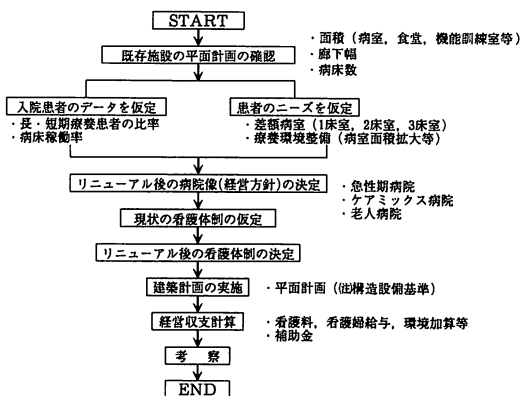 START
既存施設の平面計画の確認
・面積(病室, 食堂, 機能訓練室等)
・廊下幅
・病床数
入院患者のデータを仮定
・長・短期療養患者の比率
・病床稼働率
患者のニーズを仮定
・差額病室(1床室, 2床室, 3床室)
・療養環境整備(病室面積拡大等)
リニューアル後の病院像(経営方針)の決定
・急性期病院
・ケアミックス病院
・老人病院
現状の看護体制の仮定
リニューアル後の看護体制の決定
建築計画の実施
・平面計画(㊟構造設備基準)
経営収支計算
・看護料, 看護婦給与, 環境加算等
・補助金
考 察
END